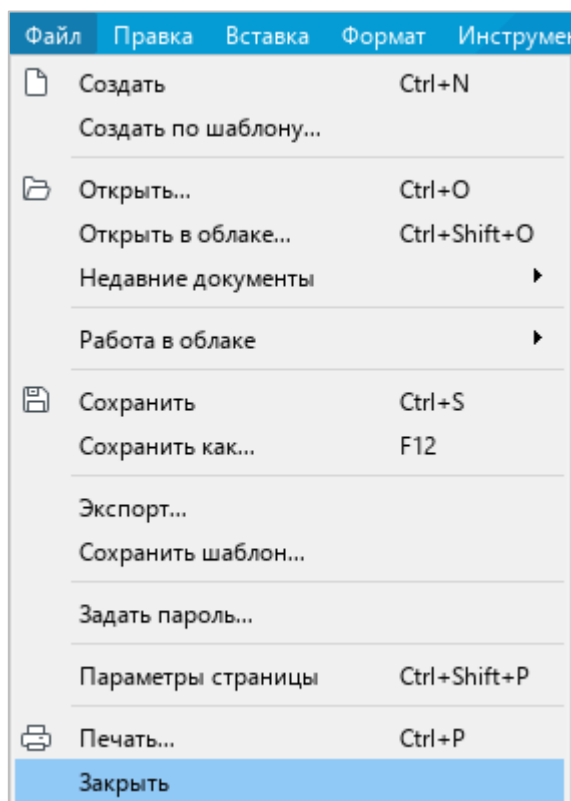 Файл Правка Вставка Формат
Создать Ctrl+N
Создать по шаблону...
Открыть... Ctrl+O
Открыть в облаке... Ctrl+Shift+O
Недавние документы
Работа в облаке
Сохранить Ctrl+S
Сохранить как... F12
Экспорт...
Сохранить шаблон...
Задать пароль...
Параметры страницы Ctrl+Shift+P
Печать... Ctrl+P
Закрыть